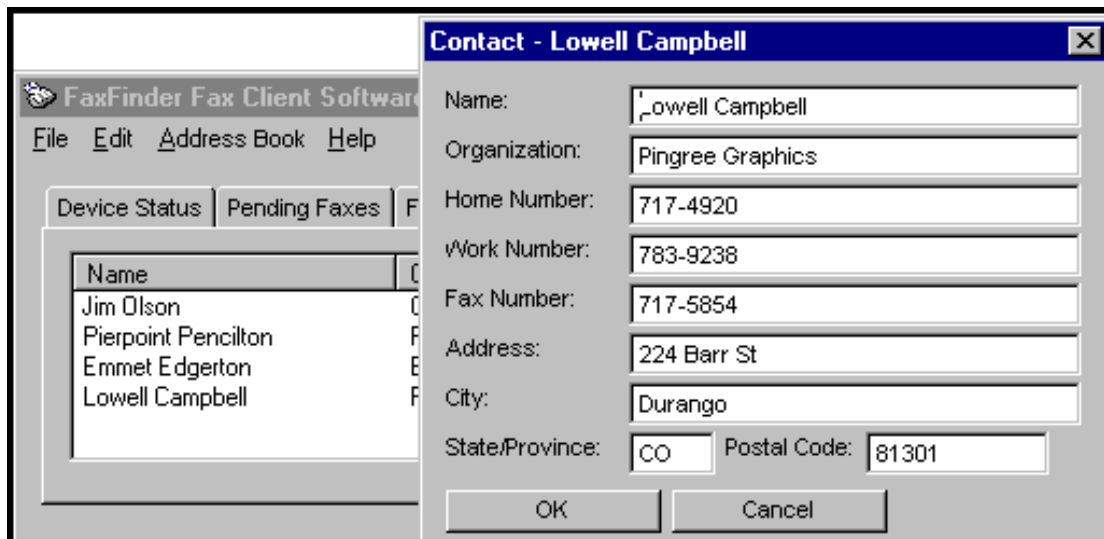 Contact - Lowell Campbell
FaxFinder Fax Client Software
File Edit Address Book Help
Device Status Pending Faxes F
Name
Jim Olson
Pierpoint Pencilton
Emmet Edgerton
Lowell Campbell
Name: Lowell Campbell
Organization: Pingree Graphics
Home Number: 717-4920
Work Number: 783-9238
Fax Number: 717-5854
Address: 224 Barr St
City: Durango
State/Province: CO Postal Code: 81301
OK Cancel